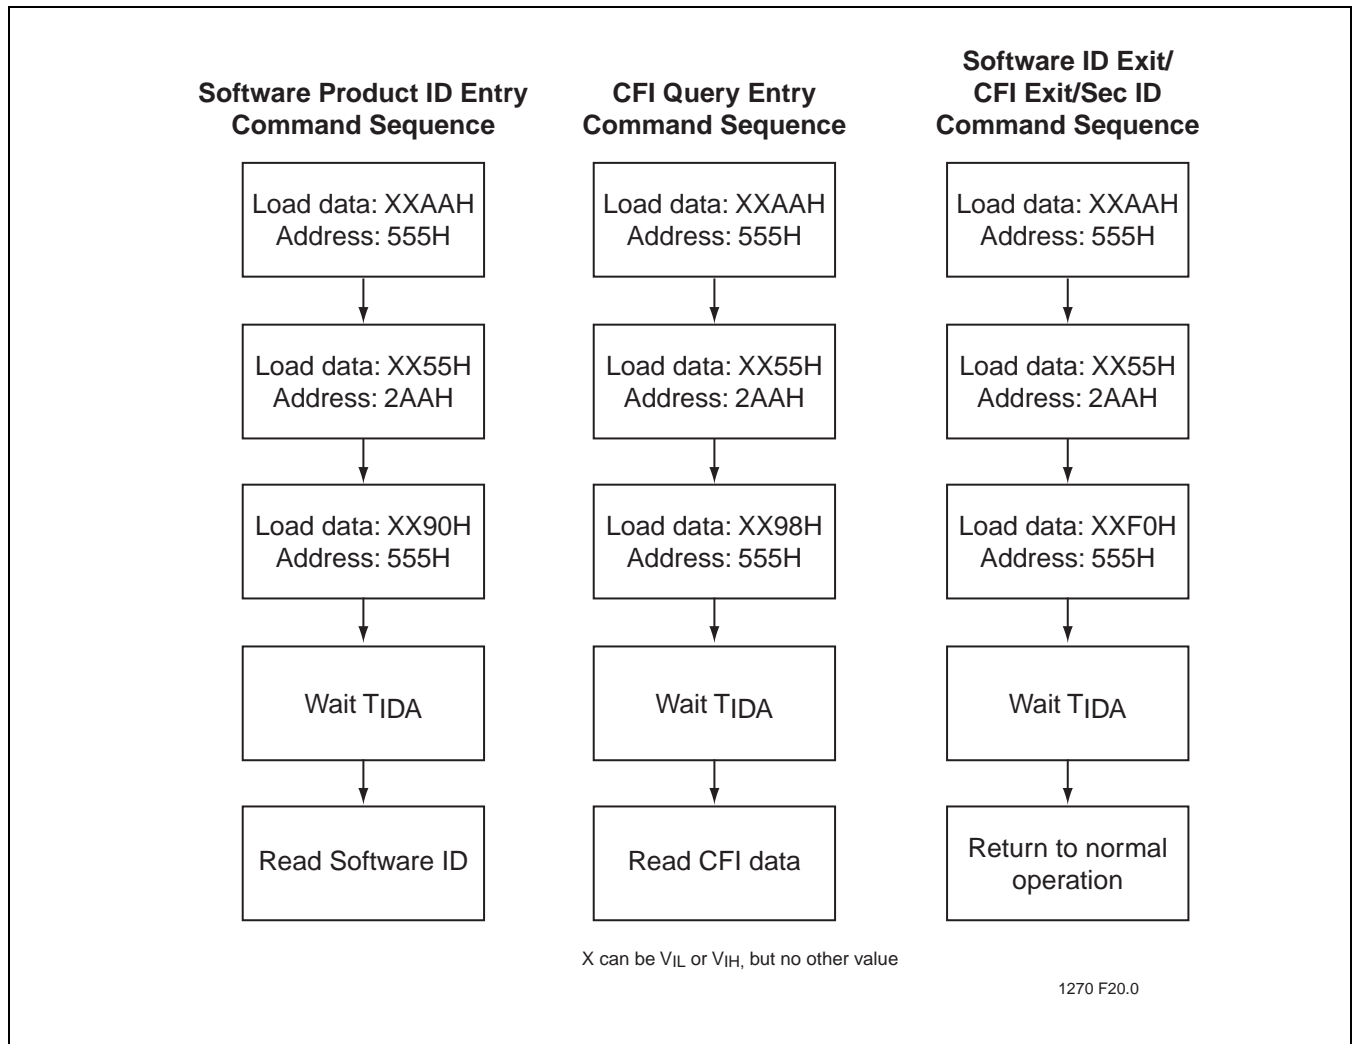 Software Product ID Entry
Command Sequence
Load data: XXAAH
Address: 555H
Load data: XX55H
Address: 2AAH
Load data: XX90H
Address: 555H
Wait TIDA
Read Software ID
CFI Query Entry
Command Sequence
Load data: XXAAH
Address: 555H
Load data: XX55H
Address: 2AAH
Load data: XX98H
Address: 555H
Wait TIDA
Read CFI data
Software ID Exit/
CFI Exit/Sec ID
Command Sequence
Load data: XXAAH
Address: 555H
Load data: XX55H
Address: 2AAH
Load data: XXF0H
Address: 555H
Wait TIDA
Return to normal
operation
X can be VIL or VIH, but no other value
1270 F20.0